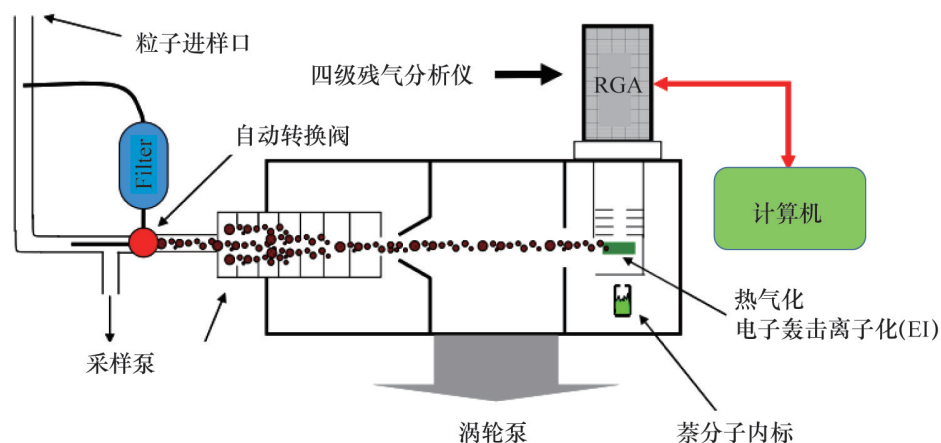 粒子进样口
四级残气分析仪
RGA
自动转换阀
Filter
计算机
热气化
电子轰击离子化(EI)
采样泵
涡轮泵
萘分子内标